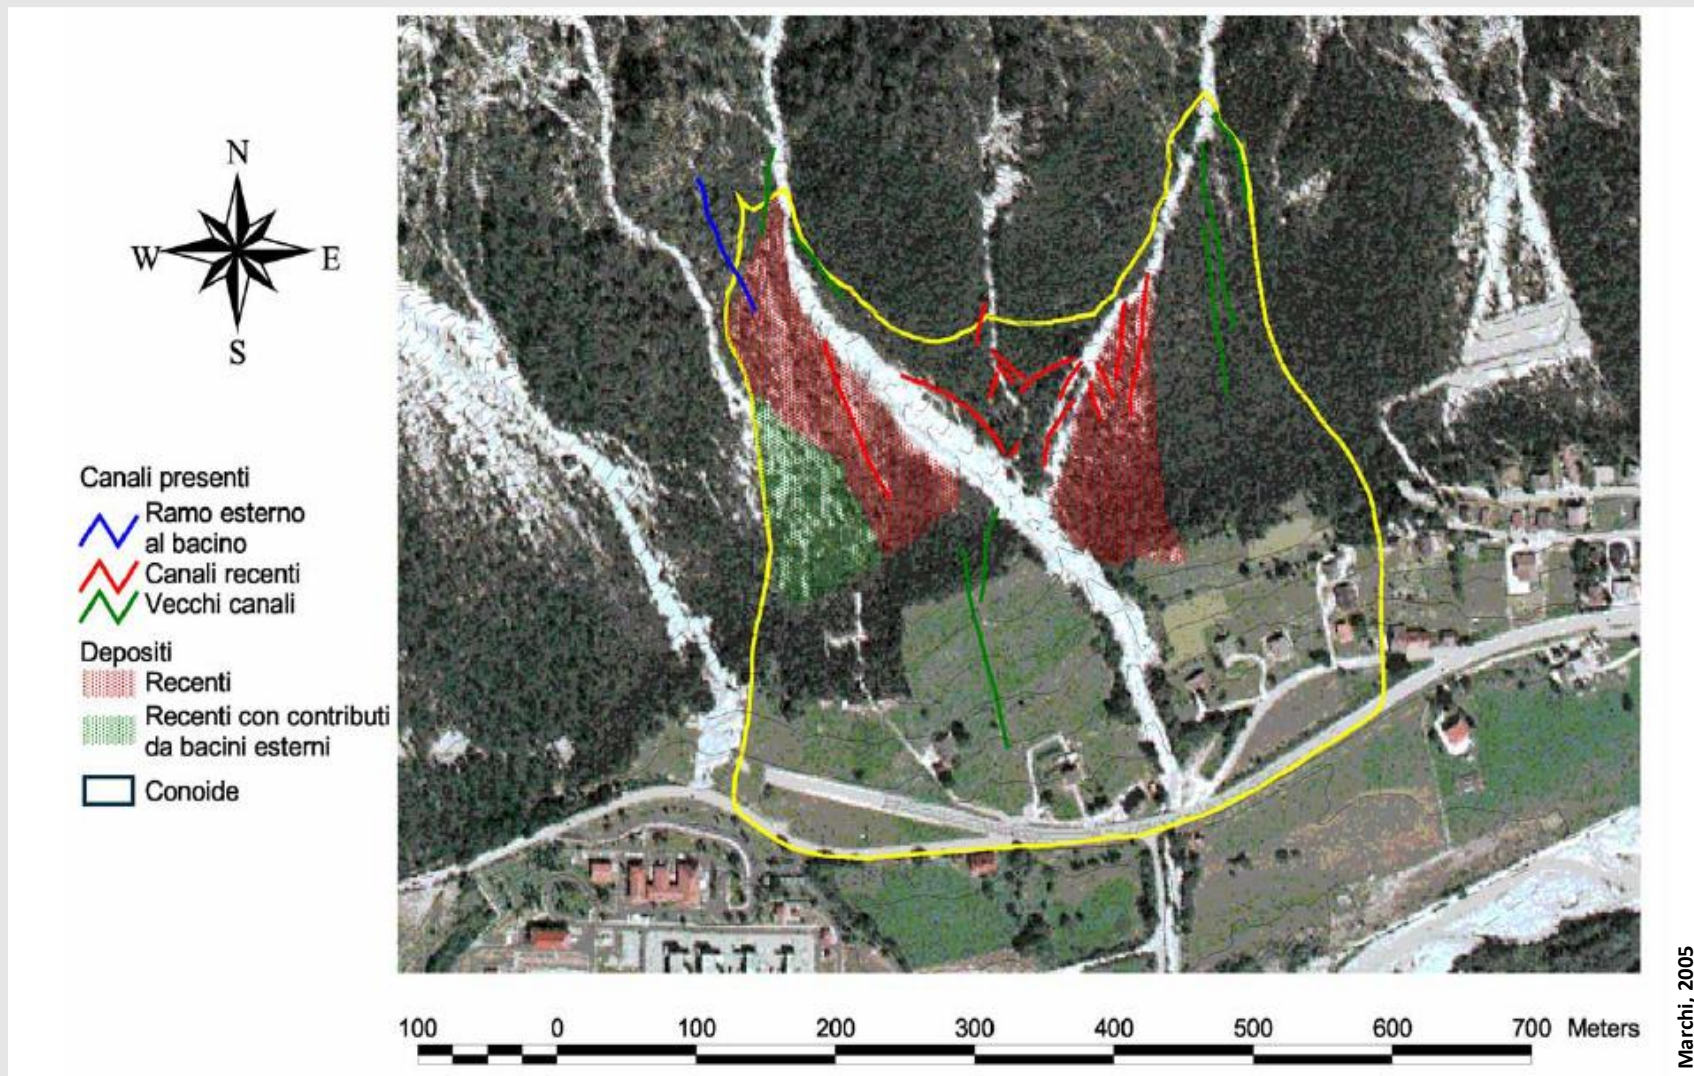 N
W
E
S
Canali presenti
Ramo esterno
al bacino
Canali recenti
Vecchi canali
Depositi
Recenti
Recenti con contributi
da bacini esterni
Conoide
100 0 100 200 300 400 500 600 700 Meters
Marchi, 2005